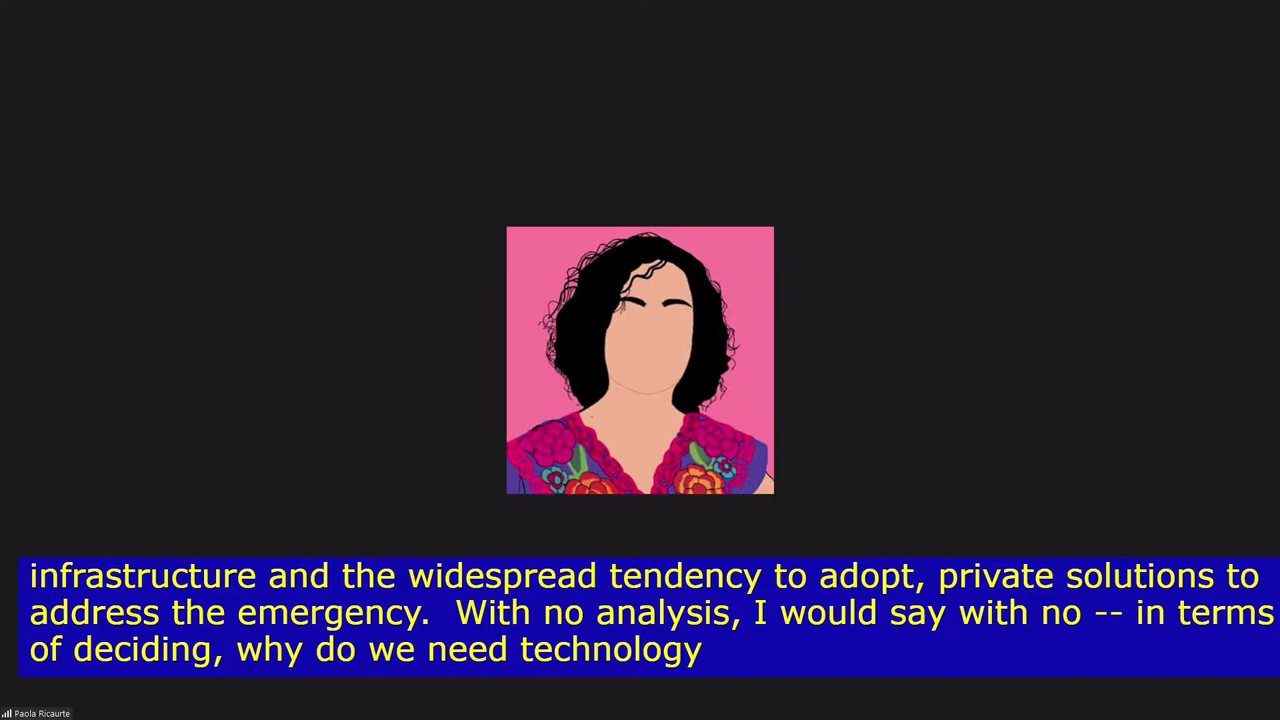 infrastructure and the widespread tendency to adopt, private solutions to
address the emergency.  With no analysis, I would say with no -- in terms
of deciding, why do we need technology
Paola Ricaurte